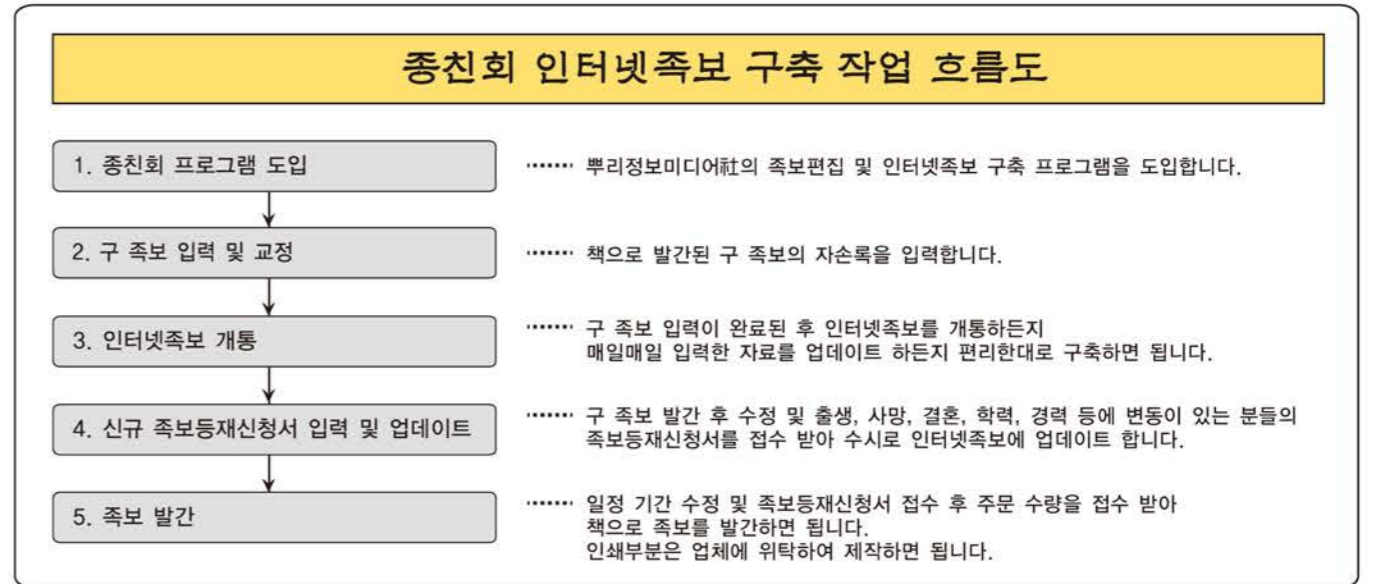 종친회 인터넷족보 구축 작업 흐름도
1. 종친회 프로그램 도입
······· 뿌리정보미디어社의 족보편집 및 인터넷족보 구축 프로그램을 도입합니다.
2. 구 족보 입력 및 교정
······· 책으로 발간된 구 족보의 자손록을 입력합니다.
3. 인터넷족보 개통
······· 구 족보 입력이 완료된 후 인터넷족보를 개통하든지
매일매일 입력한 자료를 업데이트 하든지 편리한대로 구축하면 됩니다.
4. 신규 족보등재신청서 입력 및 업데이트
······· 구 족보 발간 후 수정 및 출생, 사망, 결혼, 학력, 경력 등에 변동이 있는 분들의
족보등재신청서를 접수 받아 수시로 인터넷족보에 업데이트 합니다.
5. 족보 발간
······· 일정 기간 수정 및 족보등재신청서 접수 후 주문 수량을 접수 받아
책으로 족보를 발간하면 됩니다.
인쇄부분은 업체에 위탁하여 제작하면 됩니다.